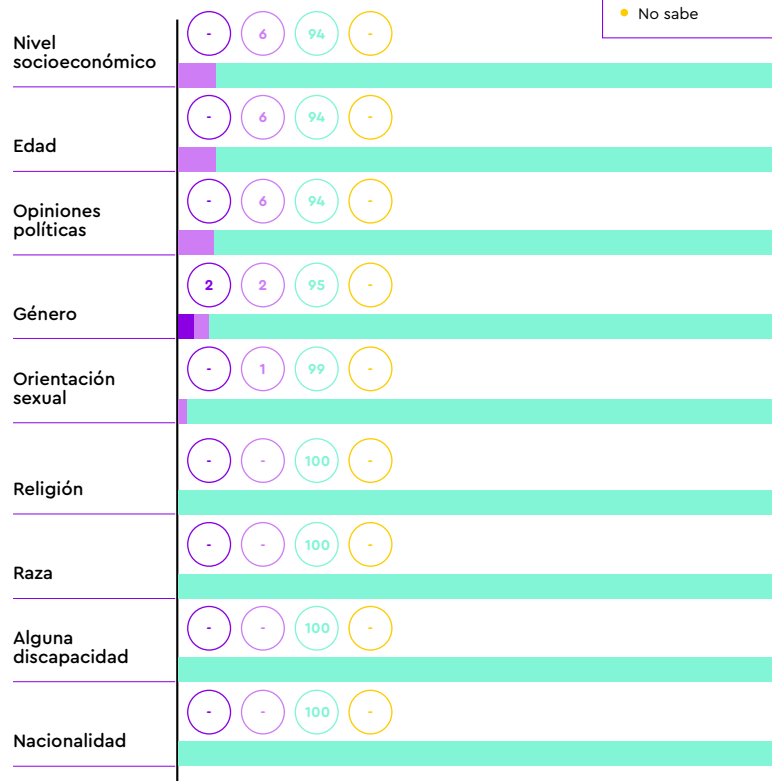 No sabe
- 6 94 -
Nivel
socioeconómico
- 6 94 -
Edad
- 6 94 -
Opiniones
políticas
2 2 95 -
Género
- 1 99 -
Orientación
sexual
- - 100 -
Religión
- - 100 -
Raza
- - 100 -
Alguna
discapacidad
- - 100 -
Nacionalidad